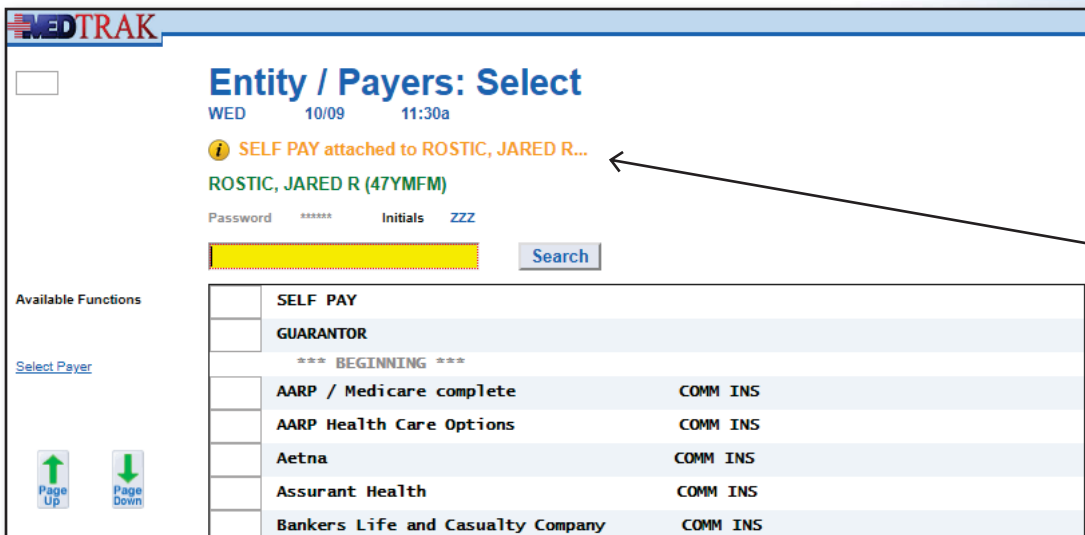 MEDTRAK
Entity / Payers: Select
WED 10/09 11:30a
i SELF PAY attached to ROSTIC, JARED R...
ROSTIC, JARED R (47YMFM)
Password ****** Initials ZZZ
Search
Available Functions
Select Payer
Page Up
Page Down
SELF PAY
GUARANTOR
*** BEGINNING ***
AARP / Medicare complete COMM INS
AARP Health Care Options COMM INS
Aetna COMM INS
Assurant Health COMM INS
Bankers Life and Casualty Company COMM INS